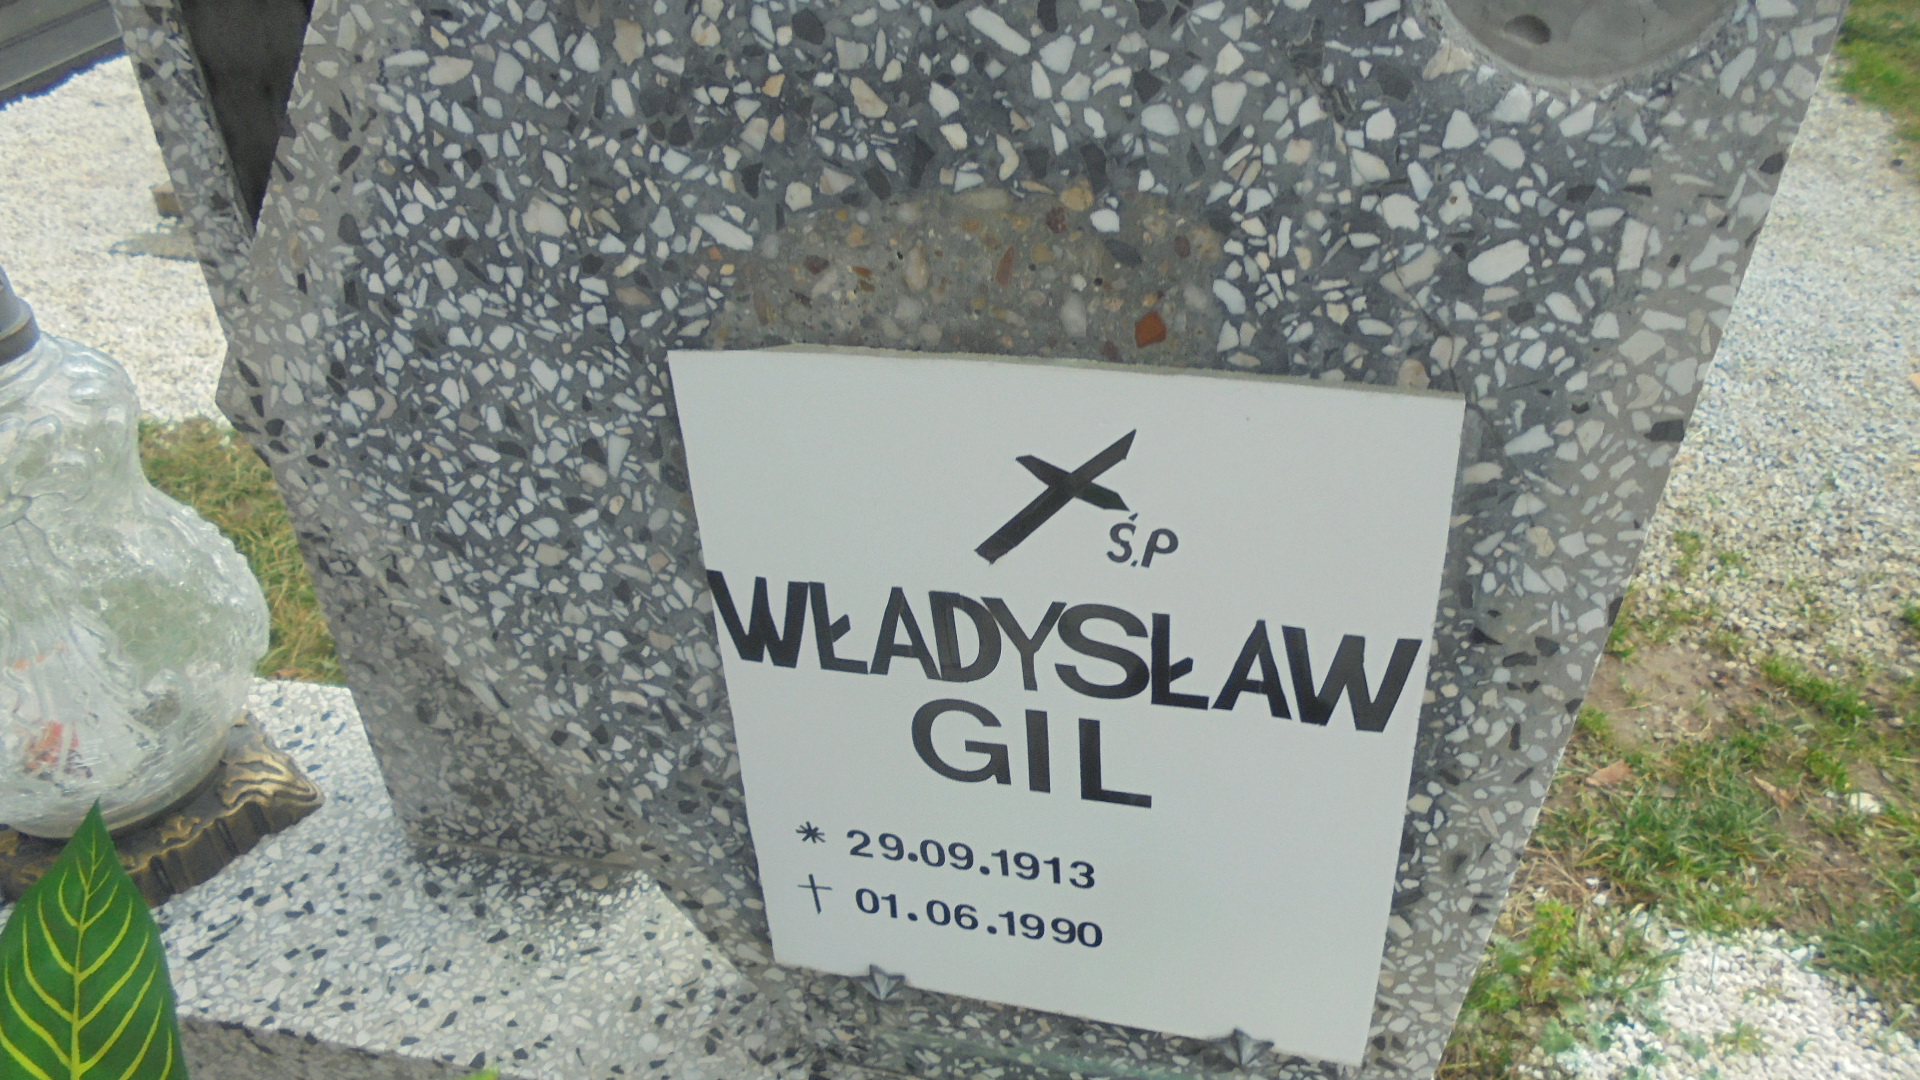 Ś.P
WŁADYSŁAW
GIL
* 29.09.1913
† 01.06.1990